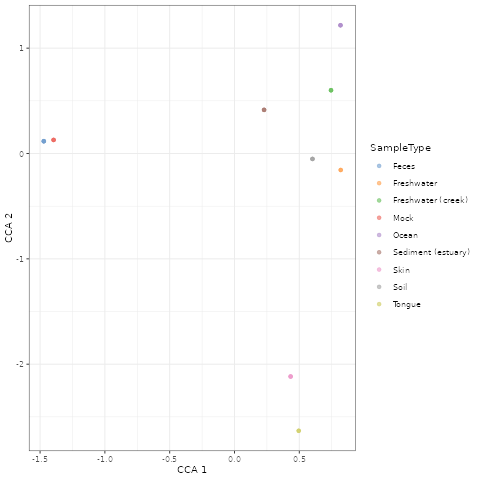 1
0
-1
-2
CCA 2
-1.5
-1.0
-0.5
0.0
0.5
CCA 1
SampleType
Feces
Freshwater
Freshwater (creek)
Mock
Ocean
Sediment (estuary)
Skin
Soil
Tongue